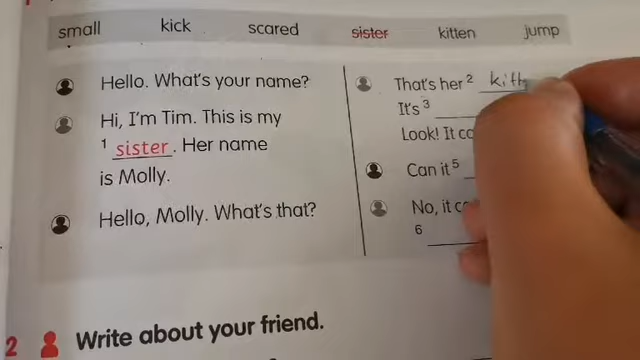 small kick scared sister kitten jump
Hello. What's your name?
Hi, I'm Tim. This is my
1 sister. Her name
is Molly.
Hello, Molly. What's that?
That's her 2 kitt
It's 3
Look! It
Can it 5
No, it
6
2 Write about your friend.